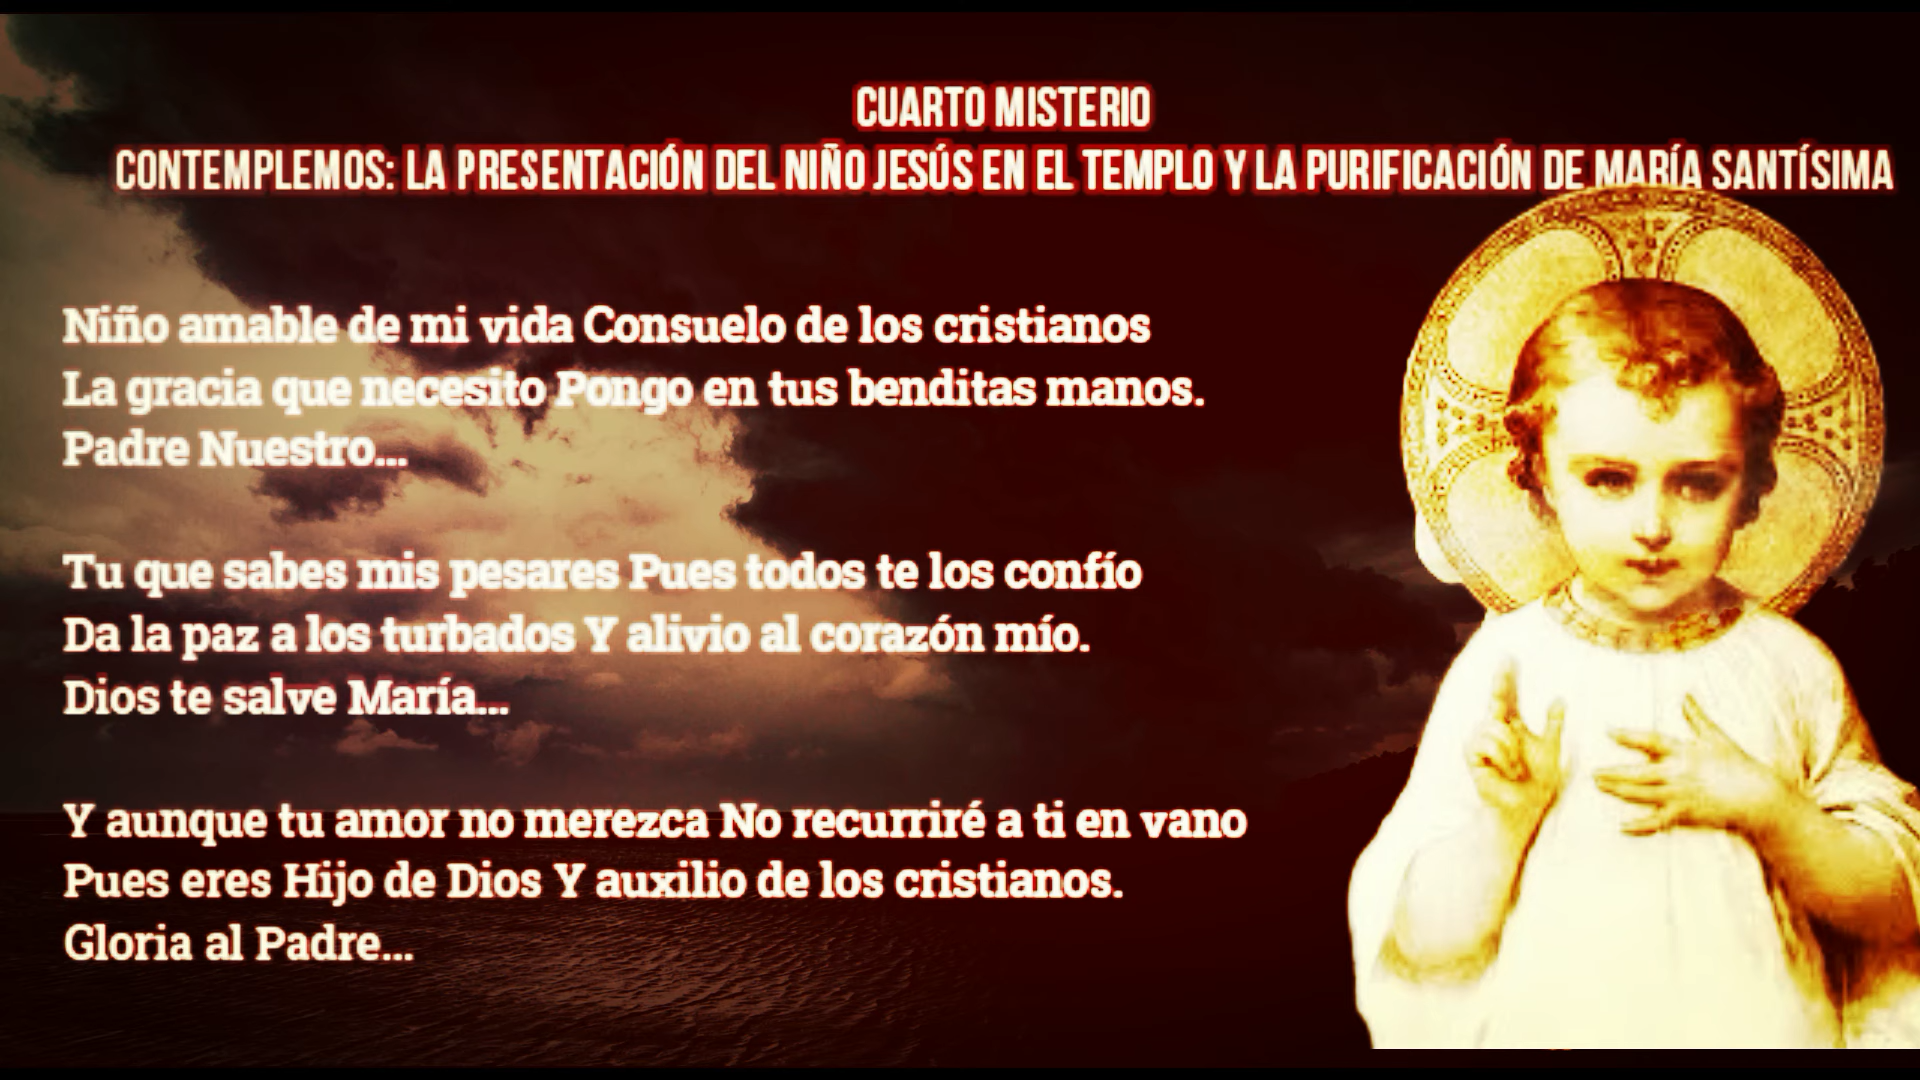 CUARTO MISTERIO
CONTEMPLEMOS: LA PRESENTACIÓN DEL NIÑO JESÚS EN EL TEMPLO Y LA PURIFICACIÓN DE MARÍA SANTÍSIMA
Niño amable de mi vida Consuelo de los cristianos
La gracia que necesito Pongo en tus benditas manos.
Padre Nuestro...
Tu que sabes mis pesares Pues todos te los confío
Da la paz a los turbados Y alivio al corazón mío.
Dios te salve María...
Y aunque tu amor no merezca No recurriré a ti en vano
Pues eres Hijo de Dios Y auxilio de los cristianos.
Gloria al Padre...